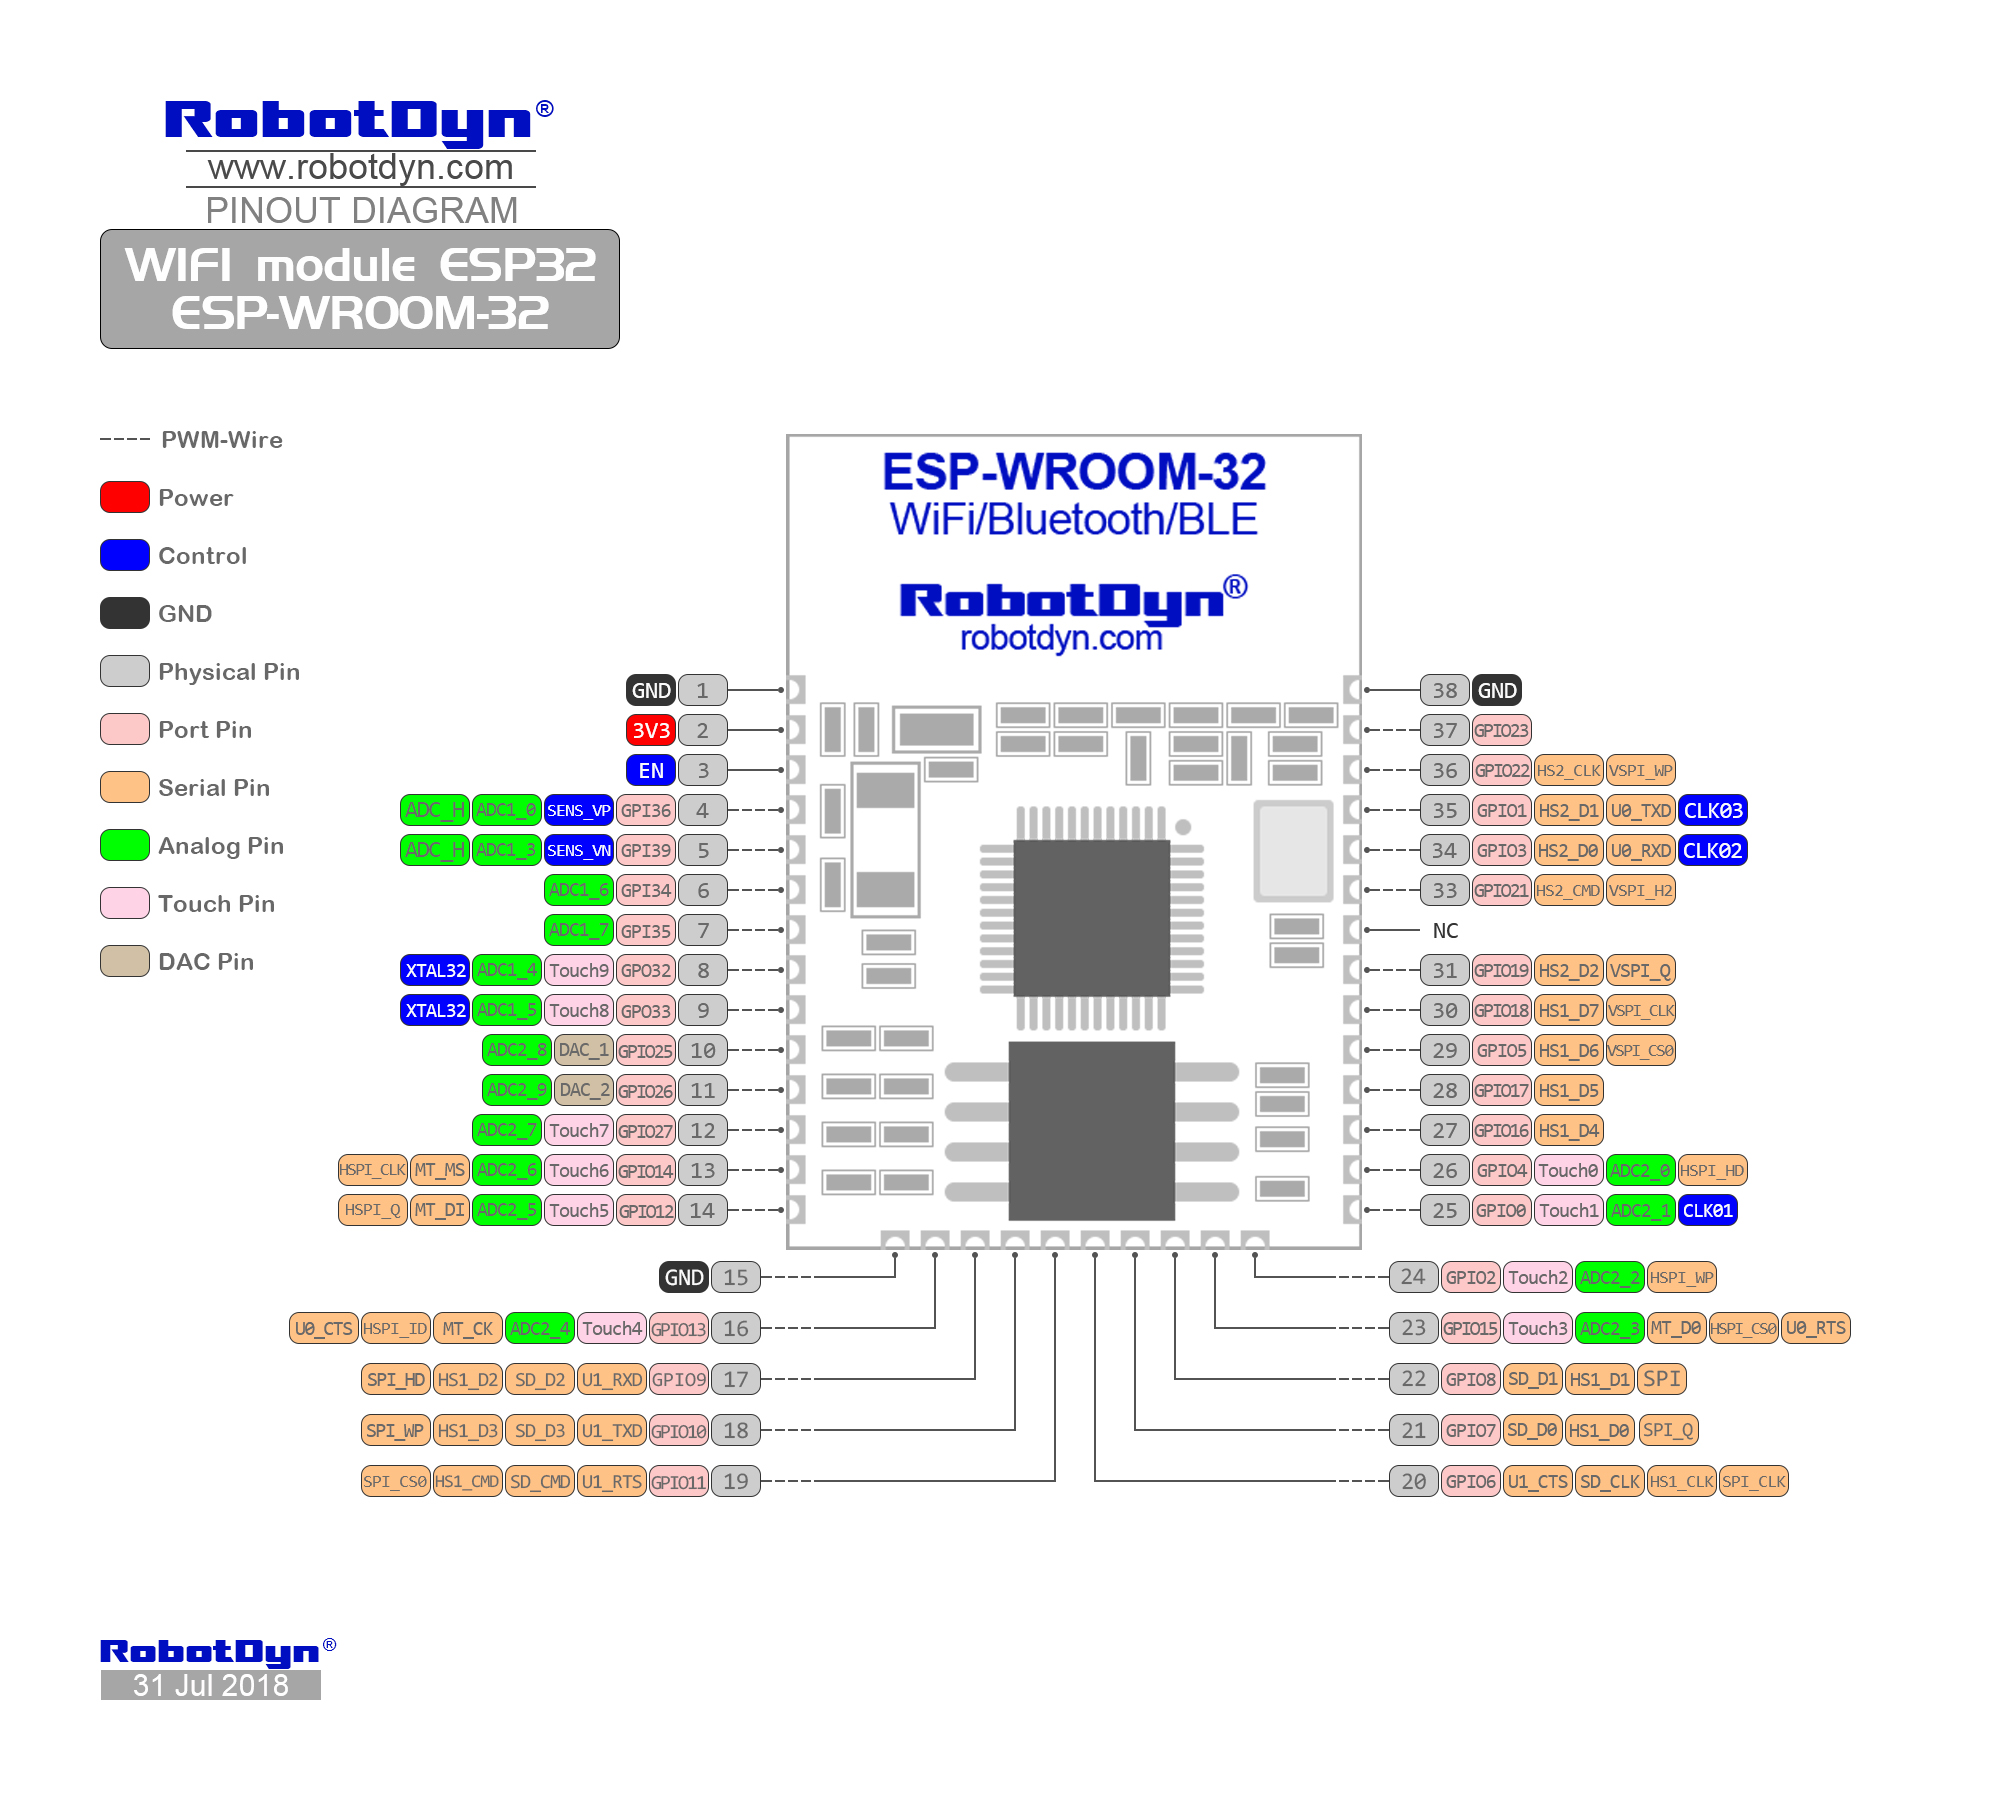 RobotDyn®
www.robotdyn.com
PINOUT DIAGRAM
WIFI module ESP32
ESP-WROOM-32
PWM-Wire
Power
Control
GND
Physical Pin
Port Pin
Serial Pin
Analog Pin
Touch Pin
DAC Pin
ESP-WROOM-32
WiFi/Bluetooth/BLE
RobotDyn®
robotdyn.com
GND 1
3V3 2
EN 3
ADC_H ADC1_0 SENS_VP GPI36 4
ADC_H ADC1_3 SENS_VN GPI39 5
ADC1_6 GPI34 6
ADC1_7 GPI35 7
XTAL32 ADC1_4 Touch9 GPO32 8
XTAL32 ADC1_5 Touch8 GPO33 9
ADC2_8 DAC_1 GPIO25 10
ADC2_9 DAC_2 GPIO26 11
ADC2_7 Touch7 GPIO27 12
HSPI_CLK MT_MS ADC2_6 Touch6 GPIO14 13
HSPI_Q MT_DI ADC2_5 Touch5 GPIO12 14
GND 15
U0_CTS HSPI_ID MT_CK ADC2_4 Touch4 GPIO13 16
SPI_HD HS1_D2 SD_D2 U1_RXD GPIO9 17
SPI_WP HS1_D3 SD_D3 U1_TXD GPIO10 18
SPI_CS0 HS1_CMD SD_CMD U1_RTS GPIO11 19
38 GND
37 GPIO23
36 GPIO22 HS2_CLK VSPI_WP
35 GPIO1 HS2_D1 U0_TXD CLK03
34 GPIO3 HS2_D0 U0_RXD CLK02
33 GPIO21 HS2_CMD VSPI_H2
NC
31 GPIO19 HS2_D2 VSPI_Q
30 GPIO18 HS1_D7 VSPI_CLK
29 GPIO5 HS1_D6 VSPI_CS0
28 GPIO17 HS1_D5
27 GPIO16 HS1_D4
26 GPIO4 Touch0 ADC2_0 HSPI_HD
25 GPIO0 Touch1 ADC2_1 CLK01
24 GPIO2 Touch2 ADC2_2 HSPI_WP
23 GPIO15 Touch3 ADC2_3 MT_D0 HSPI_CS0 U0_RTS
22 GPIO8 SD_D1 HS1_D1 SPI
21 GPIO7 SD_D0 HS1_D0 SPI_Q
20 GPIO6 U1_CTS SD_CLK HS1_CLK SPI_CLK
RobotDyn®
31 Jul 2018